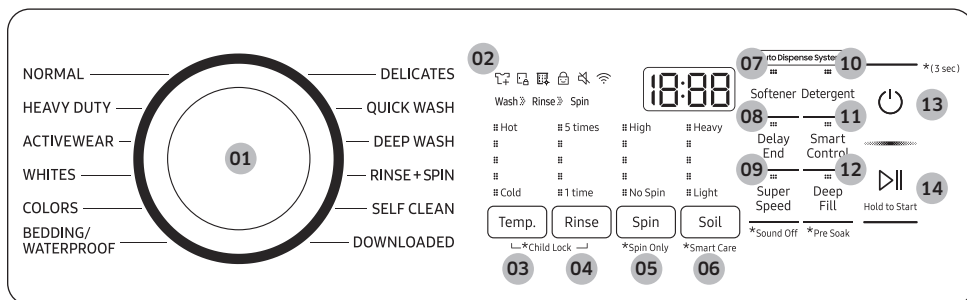 NORMAL
HEAVY DUTY
ACTIVEWEAR
WHITES
COLORS
BEDDING/
WATERPROOF
01
DELICATES
QUICK WASH
DEEP WASH
RINSE+SPIN
SELF CLEAN
DOWNLOADED
02
Wash Rinse Spin
18:88
Hot 5 times High Heavy
Cold 1 time No Spin Light
Temp. Rinse Spin Soil
*Child Lock *Spin Only *Smart Care
03 04 05 06
07 uto Dispense Syste 10
Softener Detergent
08 11
Delay
End
Smart
Control
09 12
Super
Speed
Deep
Fill
*Sound Off *Pre Soak
*(3 sec)
13
14
Hold to Start